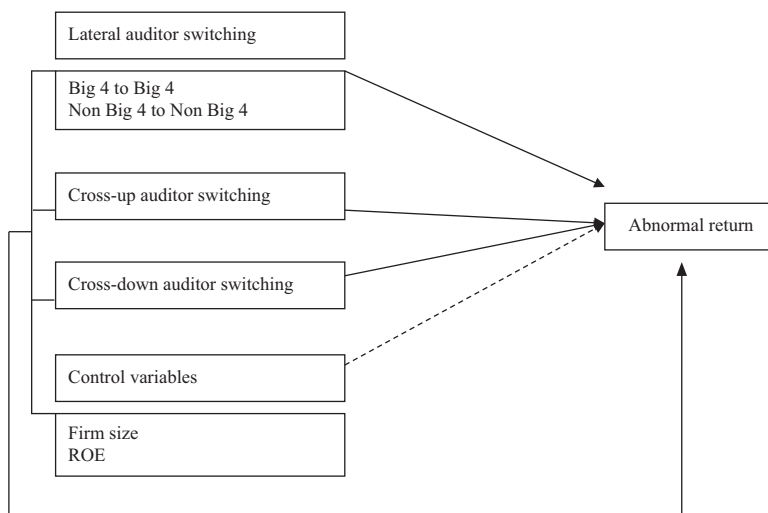 Lateral auditor switching
Big 4 to Big 4
Non Big 4 to Non Big 4
Cross-up auditor switching
Abnormal return
Cross-down auditor switching
Control variables
Firm size
ROE